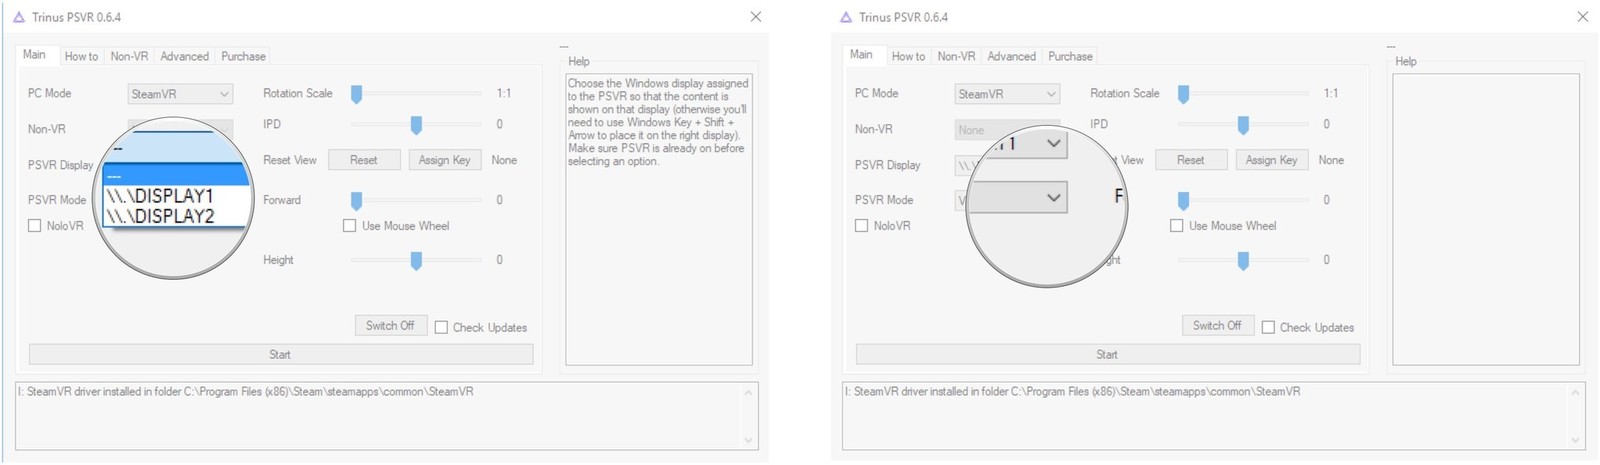 Trinus PSVR 0.6.4
Main How to Non-VR Advanced Purchase
PC Mode
SteamVR
Non-VR
PSVR Display
PSVR Mode
NoloVR
--
---
\\.\DISPLAY1
\\.\DISPLAY2
Rotation Scale 1:1
IPD 0
Reset View Reset Assign Key None
Forward 0
Use Mouse Wheel
Height 0
Switch Off Check Updates
Start
---
Help
Choose the Windows display assigned
to the PSVR so that the content is
shown on that display (otherwise you'll
need to use Windows Key + Shift +
Arrow to place it on the right display).
Make sure PSVR is already on before
selecting an option.
I: SteamVR driver installed in folder C:\Program Files (x86)\Steam\steamapps\common\SteamVR
Trinus PSVR 0.6.4
Main How to Non-VR Advanced Purchase
PC Mode
SteamVR
Non-VR
None
PSVR Display
\\.\
PSVR Mode
V
NoloVR
1
F
Rotation Scale 1:1
IPD 0
et View Reset Assign Key None
0
Use Mouse Wheel
ght 0
Switch Off Check Updates
Start
---
Help
I: SteamVR driver installed in folder C:\Program Files (x86)\Steam\steamapps\common\SteamVR